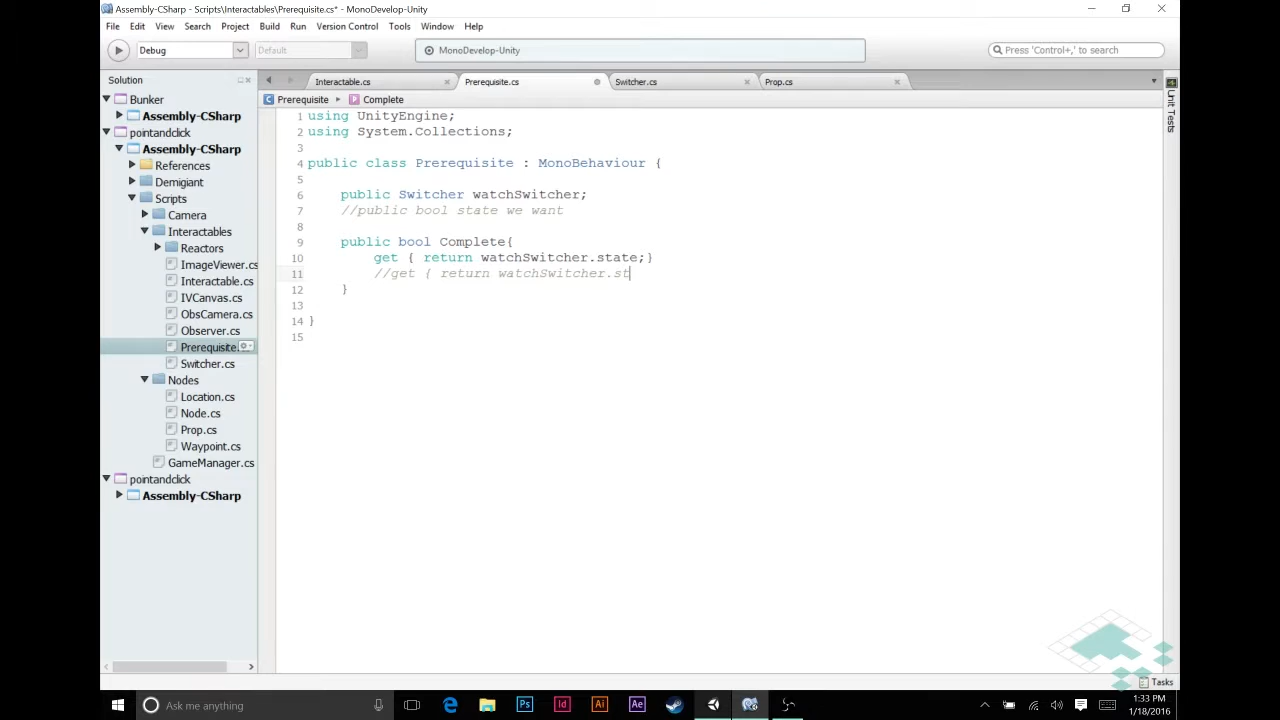 Assembly-CSharp - Scripts\Interactables\Prerequisite.cs* - MonoDevelop-Unity
File Edit View Search Project Build Run Version Control Tools Window Help
Debug Default MonoDevelop-Unity Press 'Control+,' to search
Solution
Interactable.cs Prerequisite.cs Switcher.cs Prop.cs
Prerequisite Complete
Unit Tests
Bunker
Assembly-CSharp
pointandclick
Assembly-CSharp
References
Demigiant
Scripts
Camera
Interactables
Reactors
ImageViewer.cs
Interactable.cs
IVCanvas.cs
ObsCamera.cs
Observer.cs
Prerequisite.
Switcher.cs
Nodes
Location.cs
Node.cs
Prop.cs
Waypoint.cs
GameManager.cs
pointandclick
Assembly-CSharp
1 using UnityEngine;
2 using System.Collections;
3
4 public class Prerequisite : MonoBehaviour {
5
6 public Switcher watchSwitcher;
7 //public bool state we want
8
9 public bool Complete{
10 get { return watchSwitcher.state;}
11 //get { return watchSwitcher.st
12 }
13
14 }
15
Tasks
Ask me anything
Ps Id Ai Ae
1:33 PM
1/18/2016